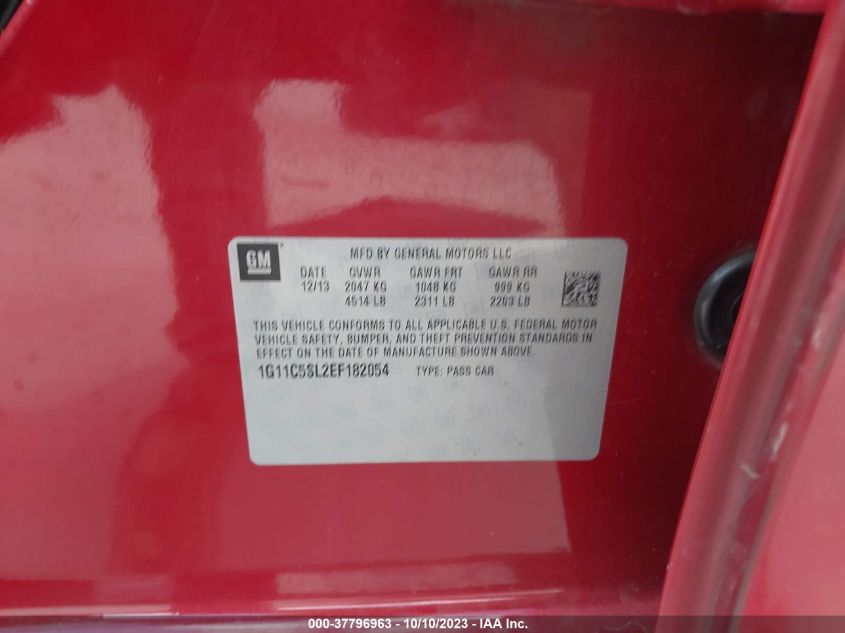 GM
MFD BY GENERAL MOTORS LLC
DATE GVWR GAWR FRT GAWR RR
12/13 2047 KG 1048 KG 999 KG
4514 LB 2311 LB 2203 LB
THIS VEHICLE CONFORMS TO ALL APPLICABLE U.S. FEDERAL MOTOR
VEHICLE SAFETY, BUMPER, AND THEFT PREVENTION STANDARDS IN
EFFECT ON THE DATE OF MANUFACTURE SHOWN ABOVE.
1G11C5SL2EF182054 TYPE: PASS CAR
000-37796963 - 10/10/2023 - © IAA Inc.